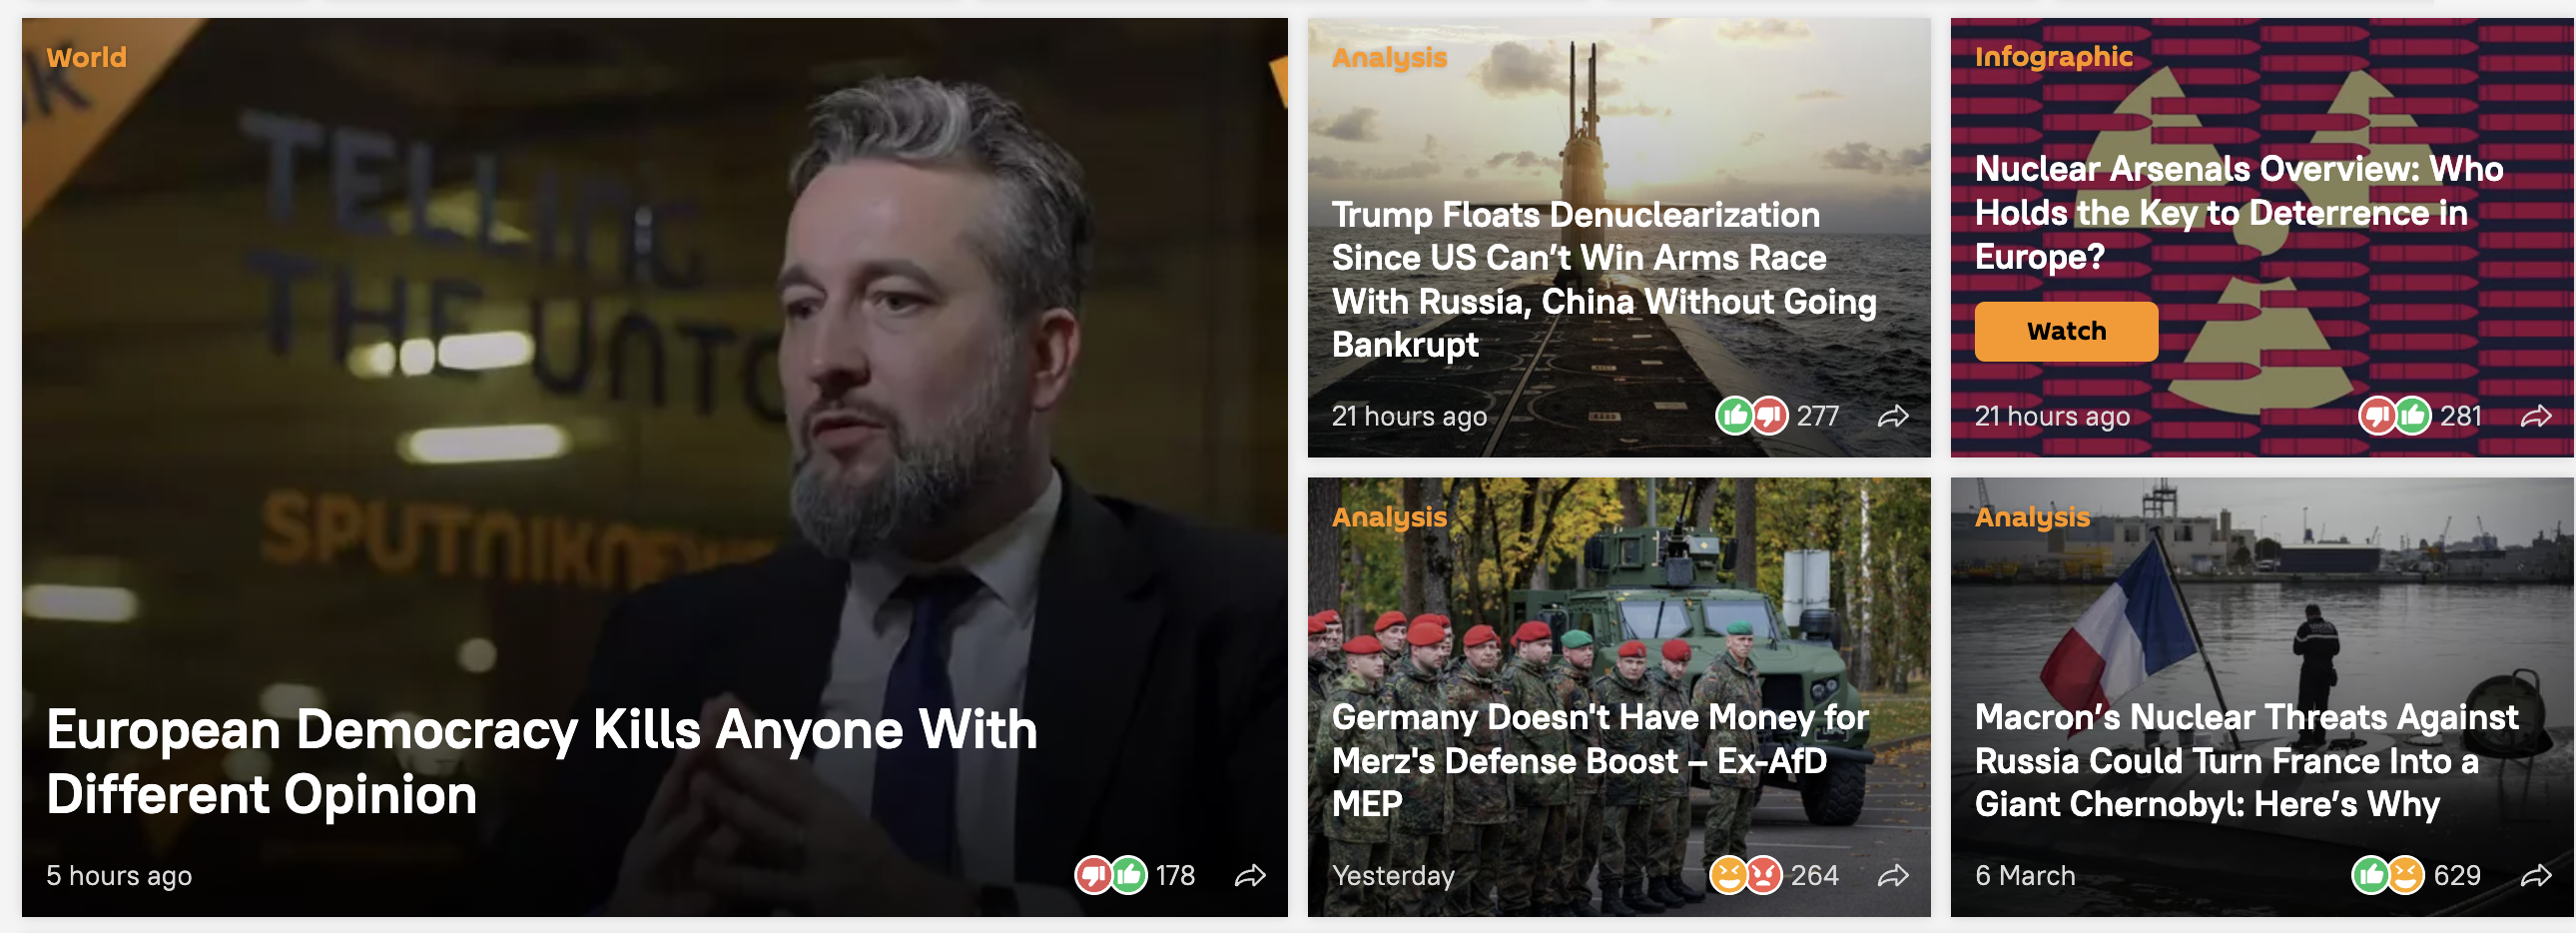 World
TELLING
THE UNTO
SPUTNIKNEWS
European Democracy Kills Anyone With
Different Opinion
5 hours ago
178
Analysis
Trump Floats Denuclearization
Since US Can’t Win Arms Race
With Russia, China Without Going
Bankrupt
21 hours ago
277
Infographic
Nuclear Arsenals Overview: Who
Holds the Key to Deterrence in
Europe?
Watch
21 hours ago
281
Analysis
Germany Doesn't Have Money for
Merz's Defense Boost – Ex-AfD
MEP
Yesterday
264
Analysis
Macron’s Nuclear Threats Against
Russia Could Turn France Into a
Giant Chernobyl: Here’s Why
6 March
629